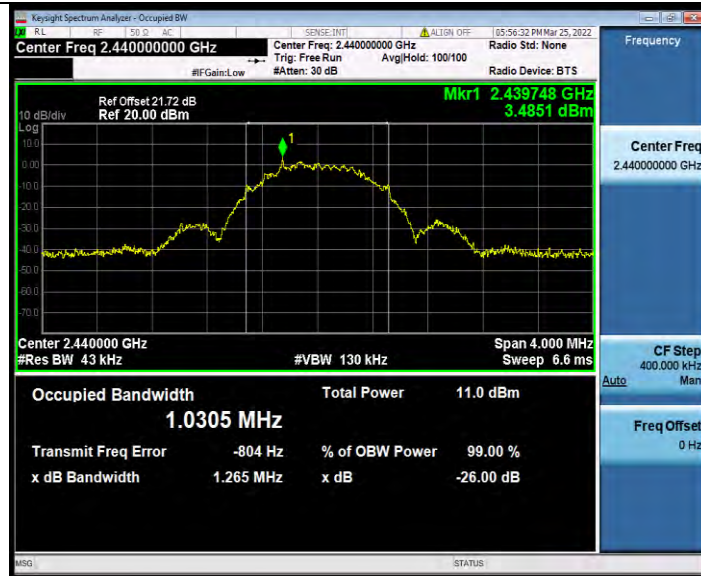 Keysight Spectrum Analyzer - Occupied BW
RL RF 50 Ω AC SENSE:INT ALIGN OFF 05:56:32 PM Mar 25, 2022
Center Freq 2.440000000 GHz Center Freq: 2.440000000 GHz Radio Std: None
Trig: Free Run Avg|Hold: 100/100
#IFGain:Low #Atten: 30 dB Radio Device: BTS
Ref Offset 21.72 dB Mkr1 2.439748 GHz
10 dB/div Ref 20.00 dBm 3.4851 dBm
Log
10.0
0.00
-10.0
-20.0
-30.0
-40.0
-50.0
-60.0
-70.0
1
Center 2.440000 GHz Span 4.000 MHz
#Res BW 43 kHz #VBW 130 kHz Sweep 6.6 ms
Occupied Bandwidth Total Power 11.0 dBm
1.0305 MHz
Transmit Freq Error -804 Hz % of OBW Power 99.00 %
x dB Bandwidth 1.265 MHz x dB -26.00 dB
MSG STATUS
Frequency
Center Freq
2.440000000 GHz
CF Step
400.000 kHz
Auto Man
Freq Offset
0 Hz